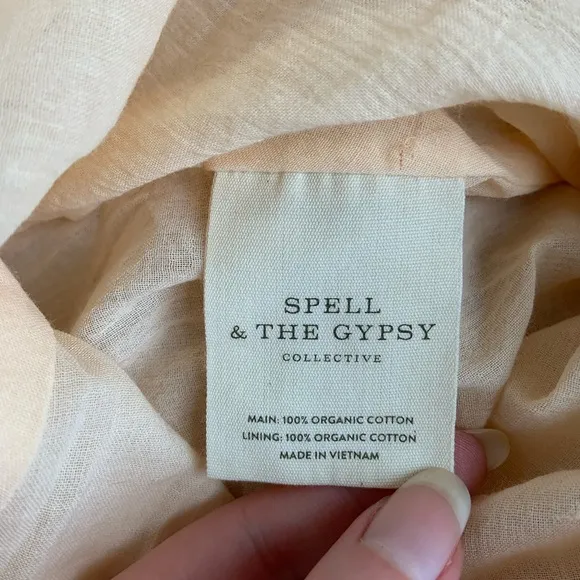 SPELL
& THE GYPSY
COLLECTIVE
MAIN: 100% ORGANIC COTTON
LINING: 100% ORGANIC COTTON
MADE IN VIETNAM